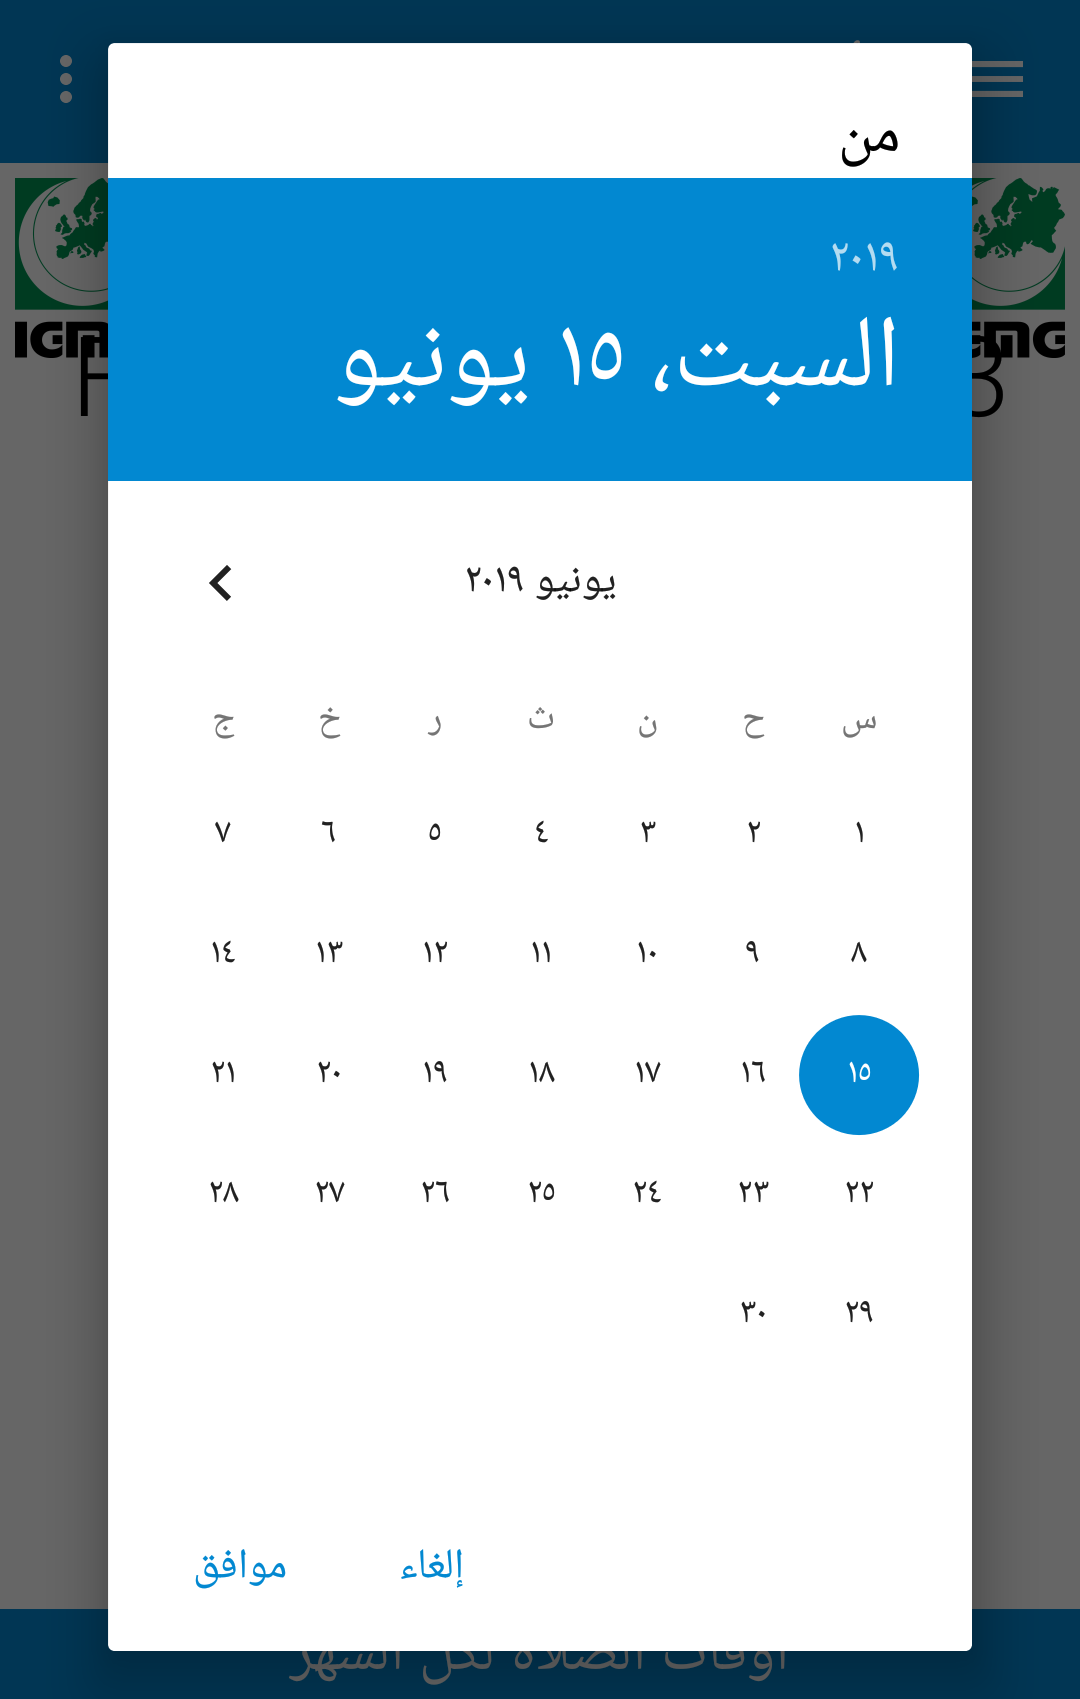 من
٢٠١٩
السبت، ١٥ يونيو
يونيو ٢٠١٩
س ح ن ث ر خ ج
١ ٢ ٣ ٤ ٥ ٦ ٧
٨ ٩ ١٠ ١١ ١٢ ١٣ ١٤
١٥ ١٦ ١٧ ١٨ ١٩ ٢٠ ٢١
٢٢ ٢٣ ٢٤ ٢٥ ٢٦ ٢٧ ٢٨
٢٩ ٣٠
إلغاء موافق
أوقات الصلاة لكل الشهر